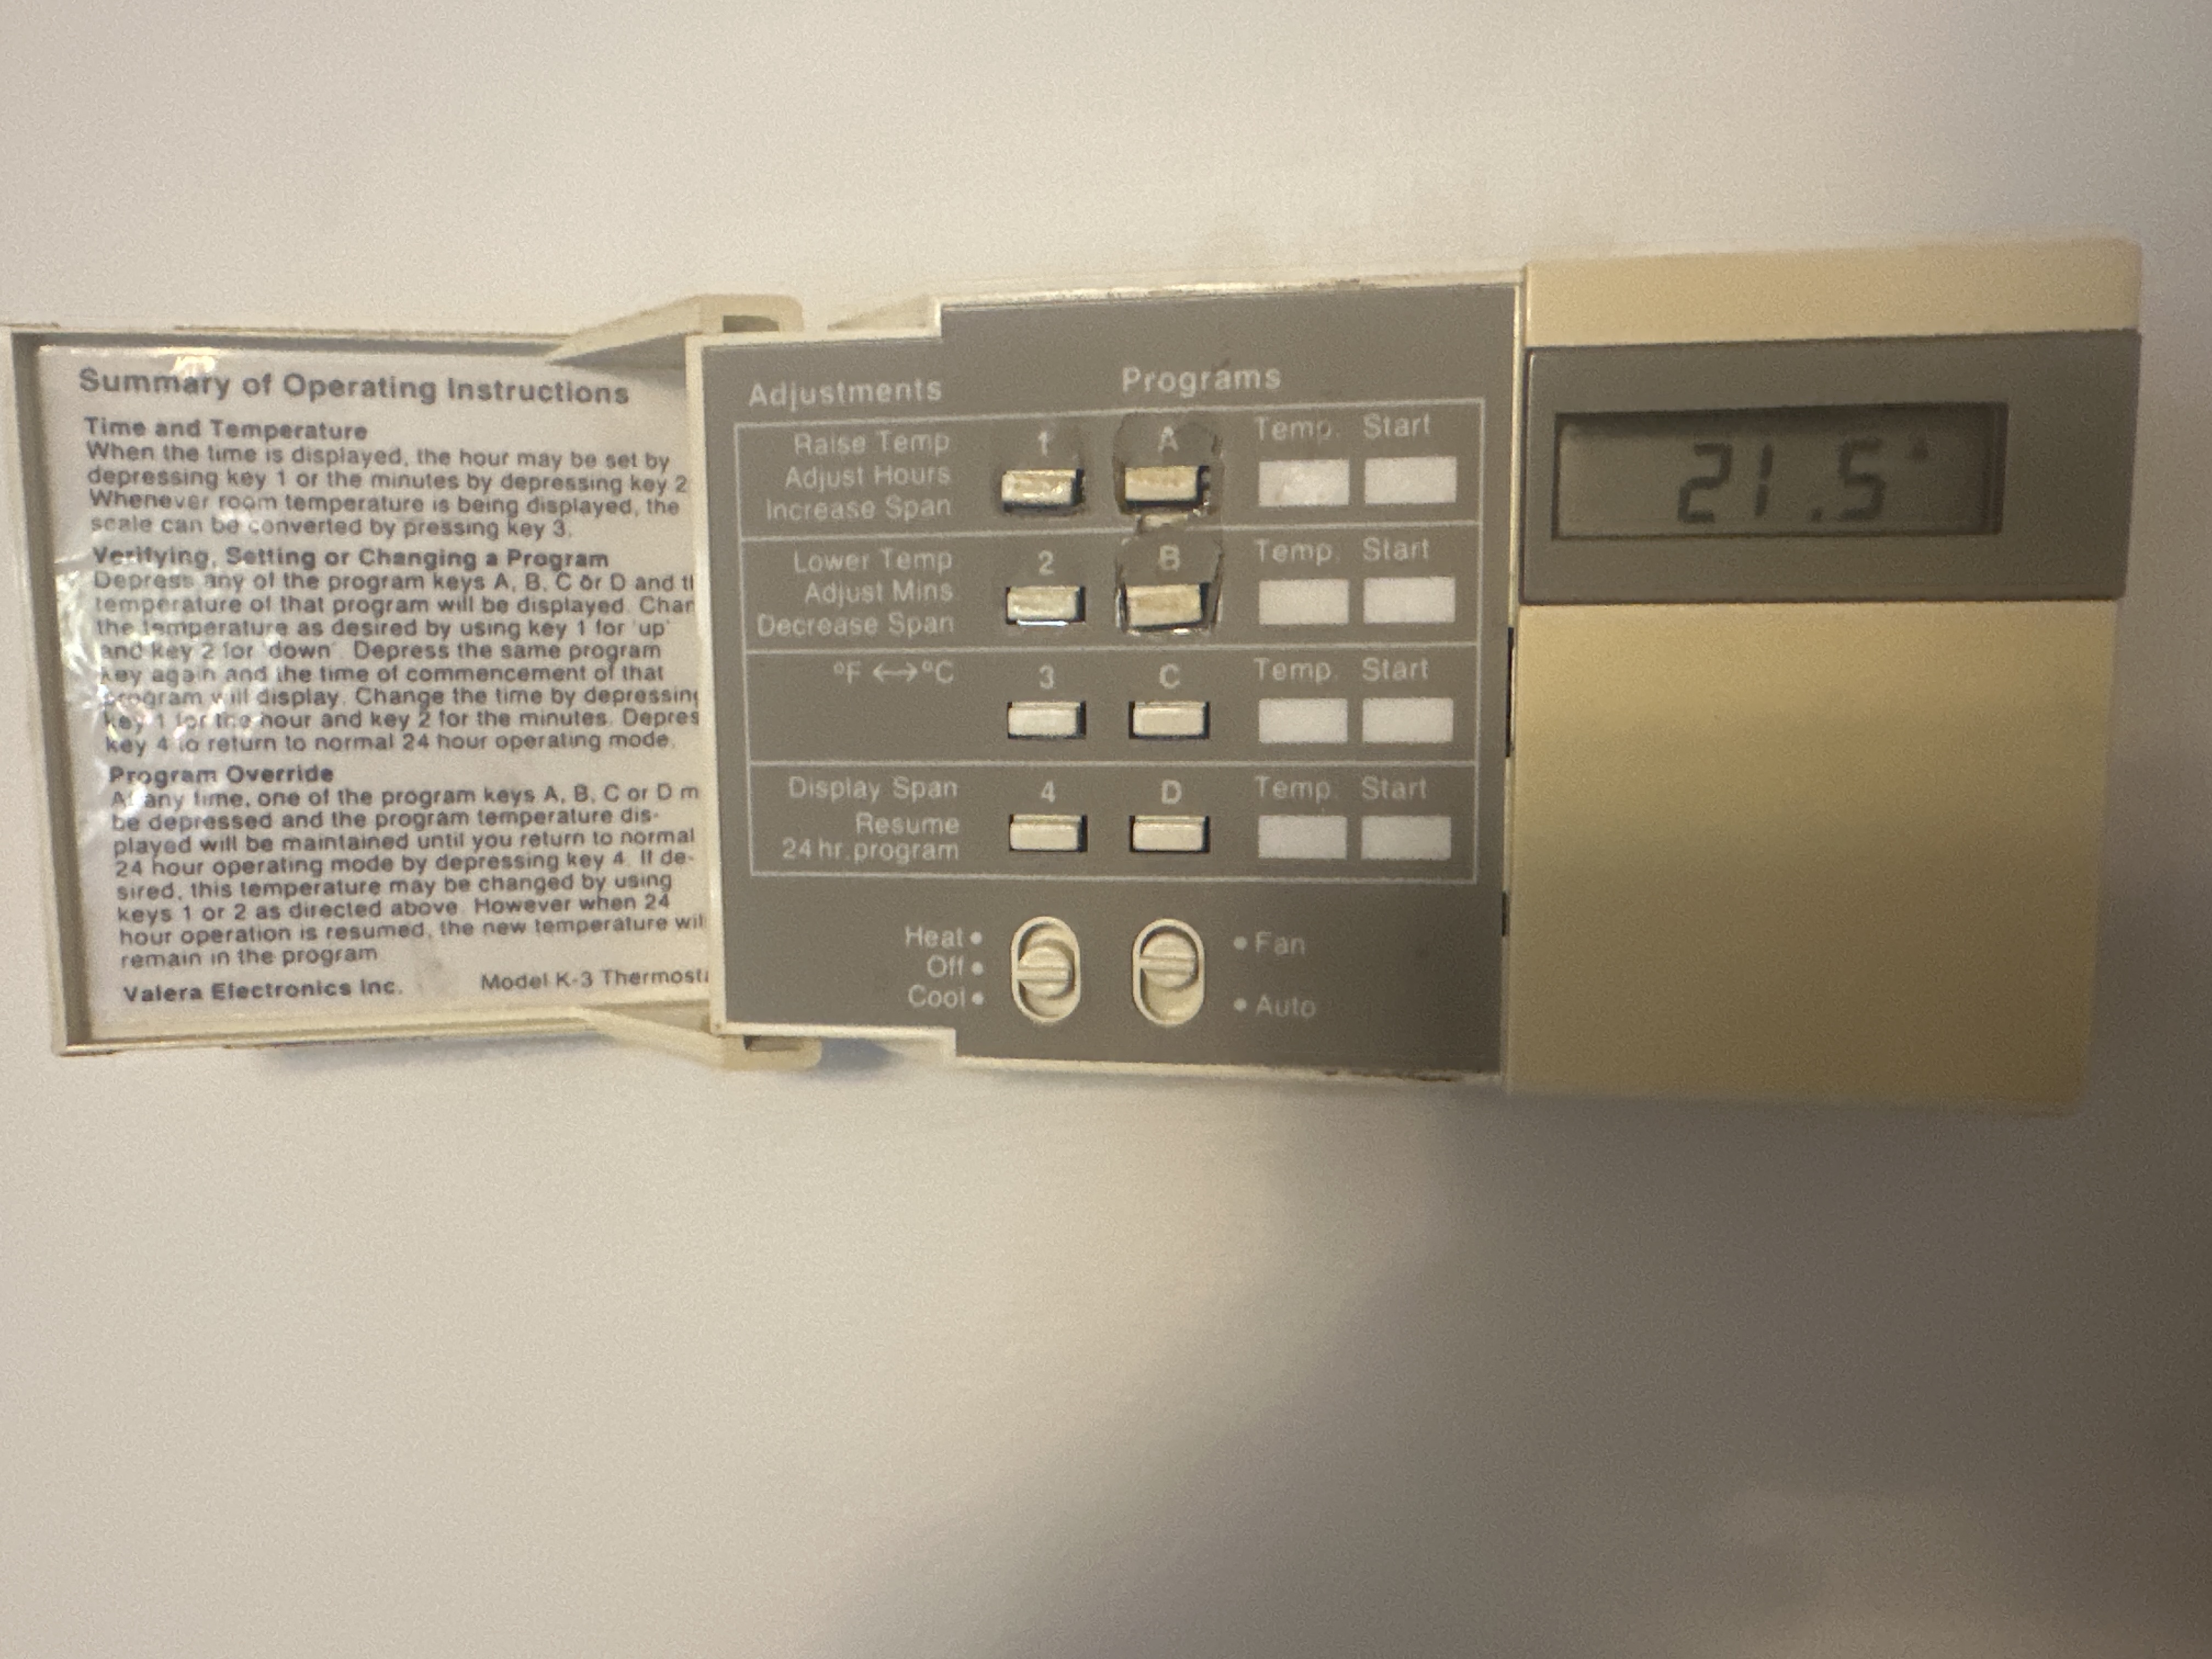 Summary of Operating Instructions
Time and Temperature
When the time is displayed, the hour may be set by
depressing key 1 or the minutes by depressing key 2
Whenever room temperature is being displayed, the
scale can be converted by pressing key 3.
Verifying, Setting or Changing a Program
Depress any of the program keys A, B, C or D and
temperature of that program will be displayed.
the temperature as desired by using key 1 for 'up'
and key 2 for 'down'. Depress the same program
key again and the time of commencement of that
program will display. Change the time by depressing
key 1 for the hour and key 2 for the minutes.
key 4 to return to normal 24 hour operating mode.
Program Override
At any time, one of the program keys A, B, C or D
be depressed and the program temperature dis-
played will be maintained until you return to normal
24 hour operating mode by depressing key 4. If de-
sired, this temperature may be changed by using
keys 1 or 2 as directed above. However when 24
hour operation is resumed, the new temperature
remain in the program
Valera Electronics Inc. Model K-3
Adjustments Programs
Raise Temp 1 A Temp. Start
Adjust Hours
Increase Span
Lower Temp 2 B Temp. Start
Adjust Mins
Decrease Span
°F ↔ °C 3 C Temp. Start
Display Span 4 D Temp. Start
Resume
24 hr. program
Heat • • Fan
Off •
Cool • • Auto
21.5°